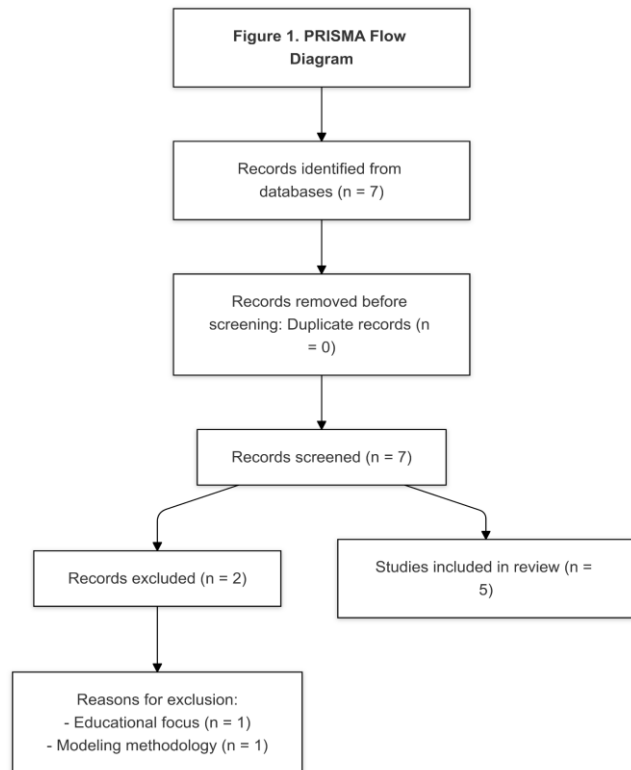 Figure 1. PRISMA Flow
Diagram
Records identified from
databases (n = 7)
Records removed before
screening: Duplicate records (n
= 0)
Records screened (n = 7)
Records excluded (n = 2)
Studies included in review (n =
5)
Reasons for exclusion:
- Educational focus (n = 1)
- Modeling methodology (n = 1)